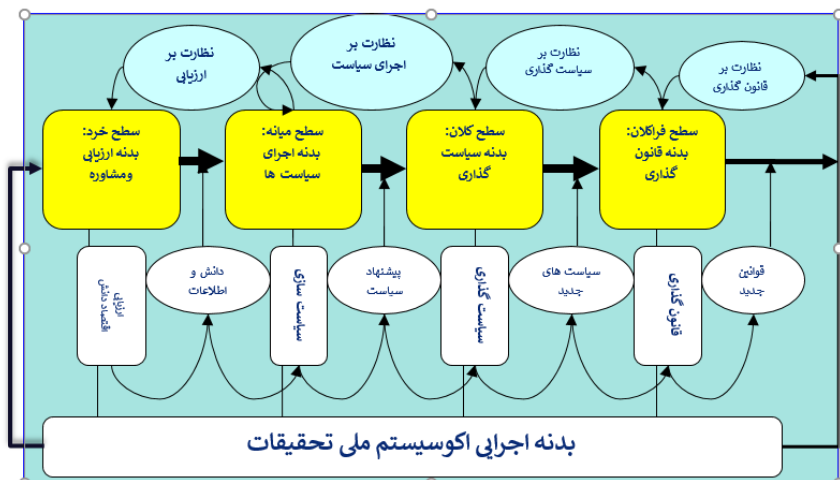 نظارت بر
قانون گذاری
نظارت بر
سیاست گذاری
نظارت بر
اجرای سیاست
نظارت بر
ارزیابی
سطح فراکلان:
بدنه قانون
گذاری
سطح کلان:
بدنه سیاست
گذاری
سطح میانه:
بدنه اجرای
سیاست ها
سطح خرد:
بدنه ارزیابی
ومشاوره
قوانین
جدید
قانون گذاری
سیاست های
جدید
سیاست گذاری
پیشنهاد
سیاست
سیاست سازی
دانش و
اطلاعات
ارزیابی
اقتصاد دانش
بدنه اجرایی اکوسیستم ملی تحقیقات